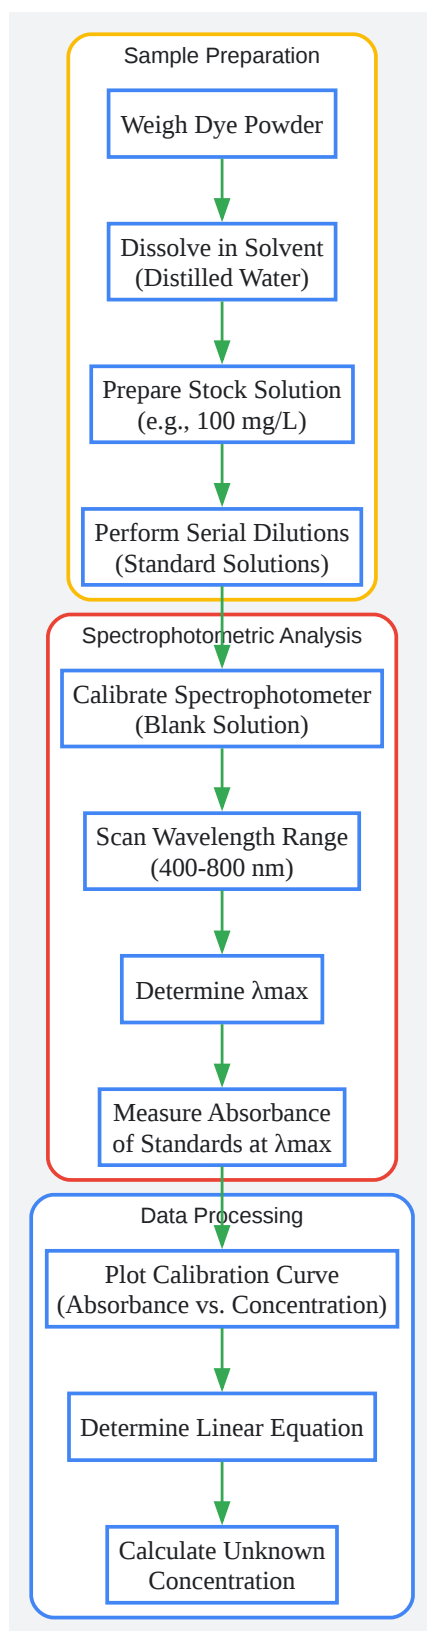 Sample Preparation
Weigh Dye Powder
Dissolve in Solvent
(Distilled Water)
Prepare Stock Solution
(e.g., 100 mg/L)
Perform Serial Dilutions
(Standard Solutions)
Spectrophotometric Analysis
Calibrate Spectrophotometer
(Blank Solution)
Scan Wavelength Range
(400-800 nm)
Determine λmax
Measure Absorbance
of Standards at λmax
Data Processing
Plot Calibration Curve
(Absorbance vs. Concentration)
Determine Linear Equation
Calculate Unknown
Concentration